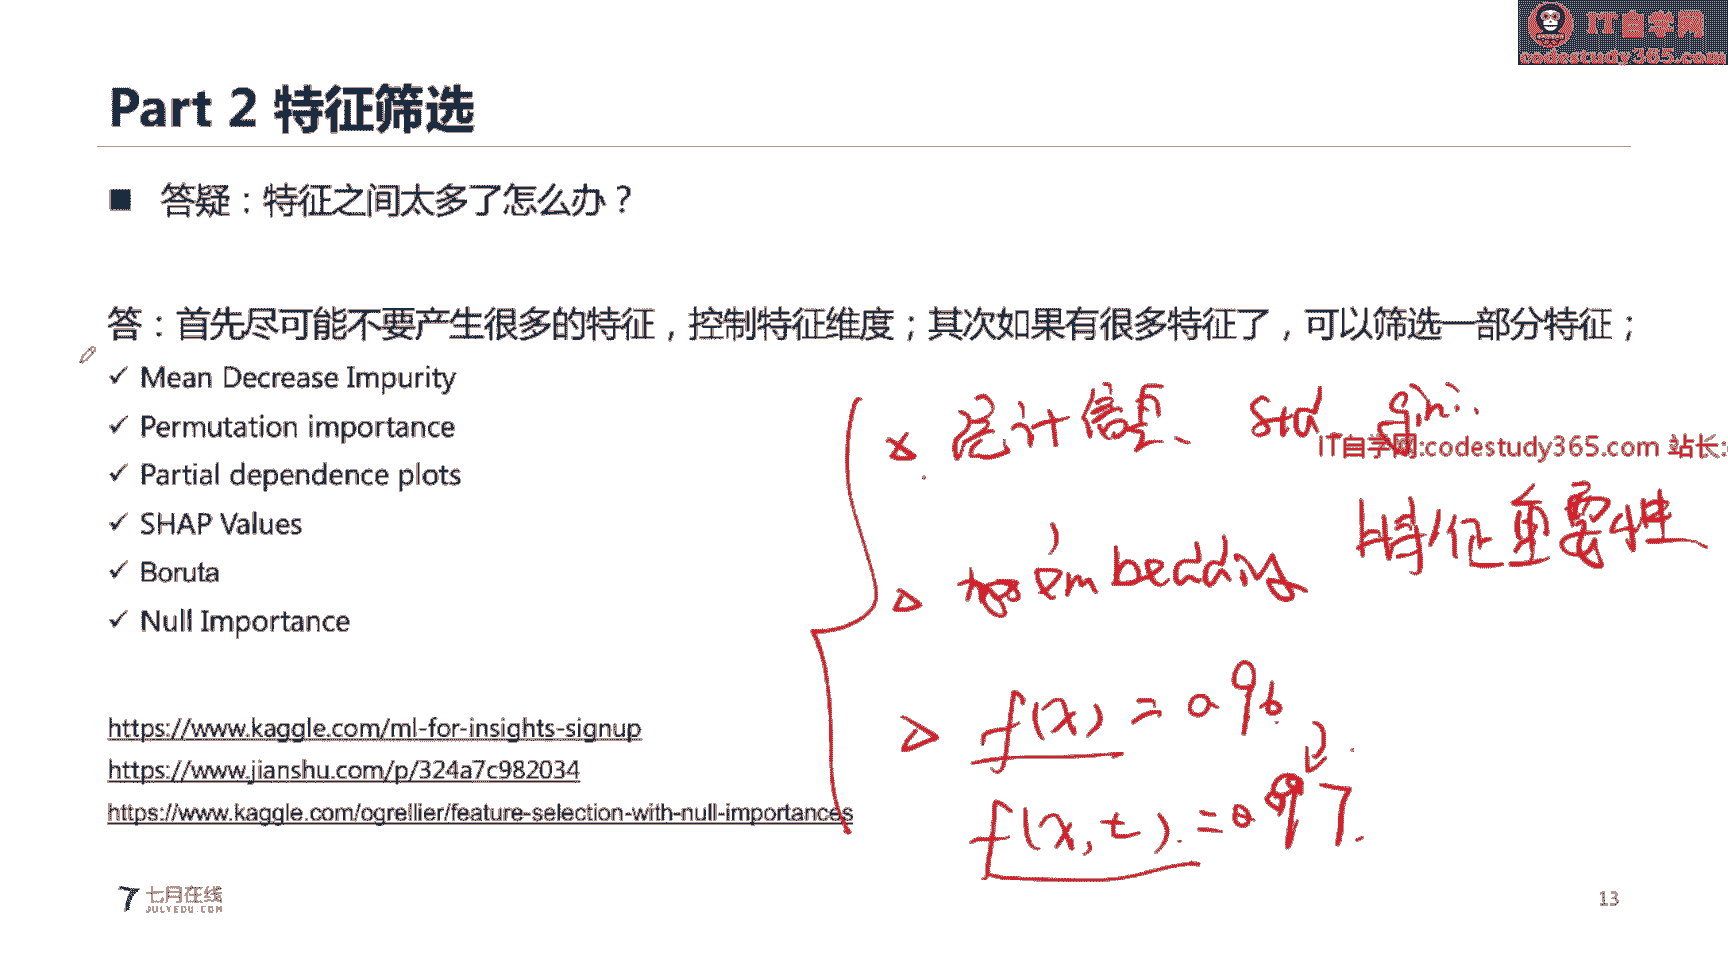 IT自学网
codestudy365.com
Part 2 特征筛选
答疑：特征之间太多了怎么办？
答：首先尽可能不要产生很多的特征，控制特征维度；其次如果有很多特征了，可以筛选一部分特征；
✓ Mean Decrease Impurity
✓ Permutation importance
✓ Partial dependence plots
✓ SHAP Values
✓ Boruta
✓ Null Importance
统计信息、 std gini
IT自学网:codestudy365.com 站长:
特征重要性
embedding
f(x) = 0.96
f(x,t) = 0.97
https://www.kaggle.com/ml-for-insights-signup
https://www.jianshu.com/p/324a7c982034
https://www.kaggle.com/ogrellier/feature-selection-with-null-importances
七月在线
JULYEDU.COM
13